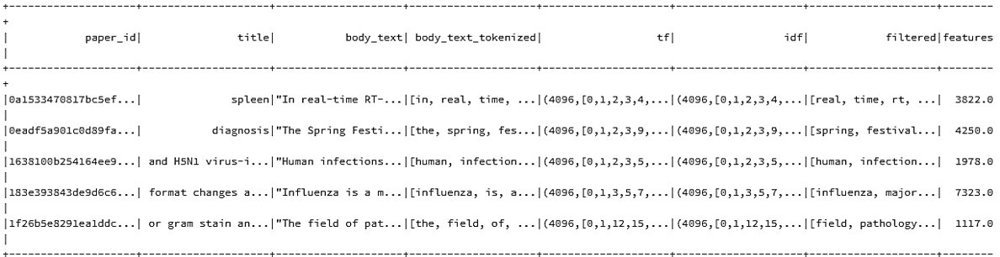 +--------------------+--------------------+--------------------+--------------------+--------------------+--------------------+--------------------+--------
+
|            paper_id|               title|           body_text| body_text_tokenized|                  tf|                 idf|            filtered|features
|
+--------------------+--------------------+--------------------+--------------------+--------------------+--------------------+--------------------+--------
+
|0a1533470817bc5ef...|              spleen|"In real-time RT-...|[in, real, time, ...|(4096,[0,1,2,3,4,...|(4096,[0,1,2,3,4,...|[real, time, rt, ...|  3822.0
|
|0eadf5a901c0d89fa...|           diagnosis|"The Spring Festi...|[the, spring, fes...|(4096,[0,1,2,3,9,...|(4096,[0,1,2,3,9,...|[spring, festival...|  4250.0
|
|1638100b254164ee9...| and H5N1 virus-i...|"Human infections...|[human, infection...|(4096,[0,1,2,3,5,...|(4096,[0,1,2,3,5,...|[human, infection...|  1978.0
|
|183e393843de9d6c6...| format changes a...|"Influenza is a m...|[influenza, is, a...|(4096,[0,1,3,5,7,...|(4096,[0,1,3,5,7,...|[influenza, major...|  7323.0
|
|1f26b5e8291ea1ddc...| or gram stain an...|"The field of pat...|[the, field, of, ...|(4096,[0,1,12,15,...|(4096,[0,1,12,15,...|[field, pathology...|  1117.0
|
+--------------------+--------------------+--------------------+--------------------+--------------------+--------------------+--------------------+--------